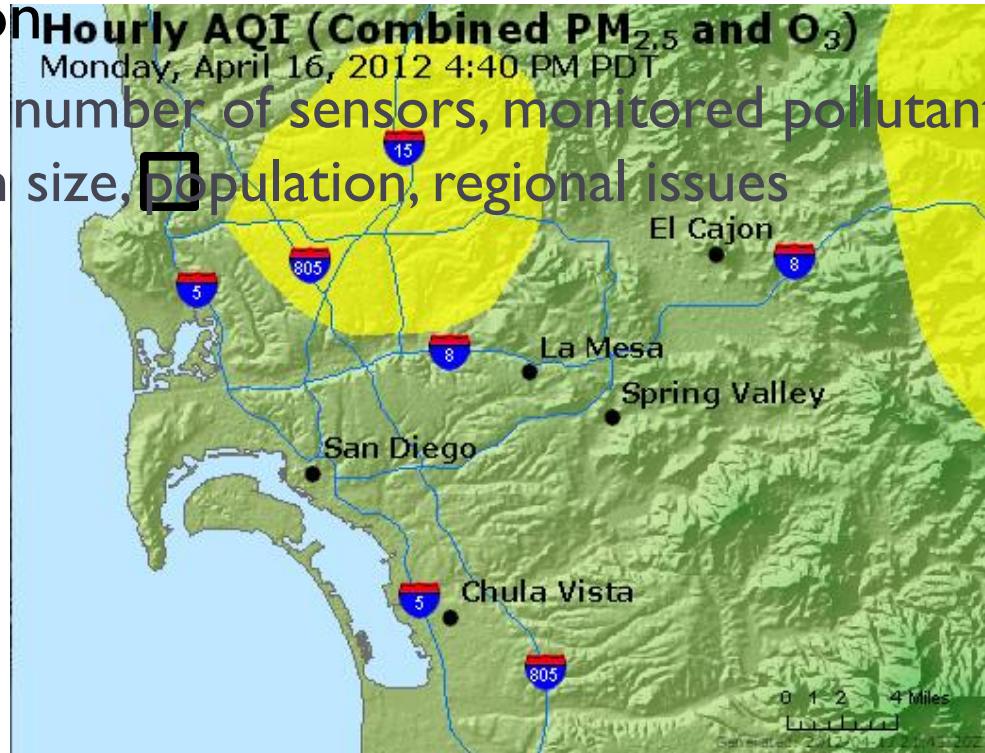 on
Hourly AQI (Combined PM2.5 and O3)
Monday, April 16, 2012 4:40 PM PDT
number of sensors, monitored pollutant
size, population, regional issues
15
El Cajon
805
8
5
8
La Mesa
Spring Valley
San Diego
5
Chula Vista
805
0 1 2 4 Miles